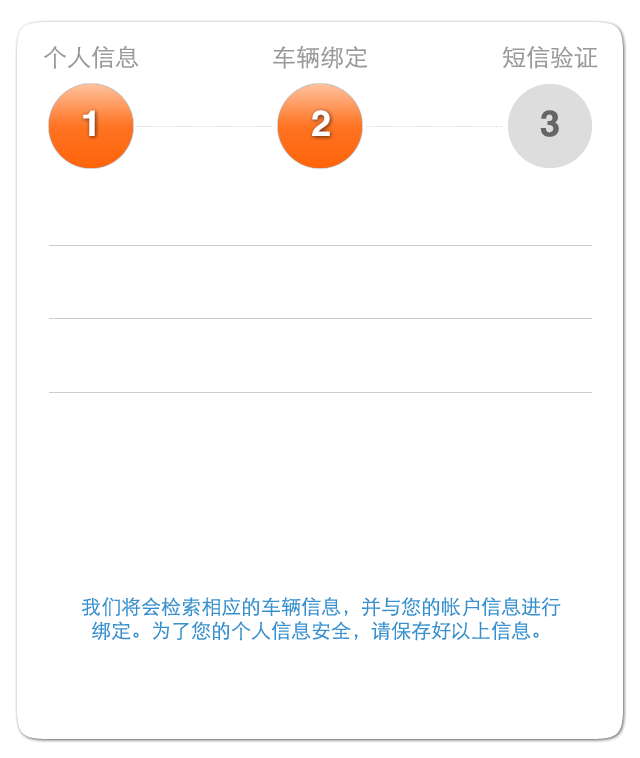 个人信息 车辆绑定 短信验证
1 2 3
我们将会检索相应的车辆信息，并与您的帐户信息进行
绑定。为了您的个人信息安全，请保存好以上信息。